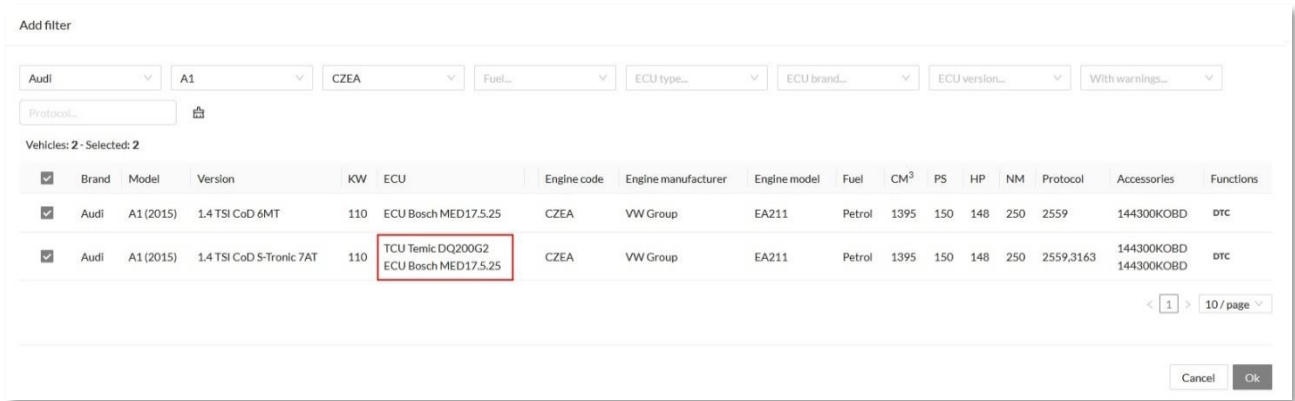 Add filter
Audi A1 CZEA Fuel... ECU type... ECU brand... ECU version... With warnings...
Protocol...
Vehicles: 2 - Selected: 2
Brand Model Version KW ECU Engine code Engine manufacturer Engine model Fuel CM³ PS HP NM Protocol Accessories Functions
Audi A1 (2015) 1.4 TSI CoD 6MT 110 ECU Bosch MED17.5.25 CZEA VW Group EA211 Petrol 1395 150 148 250 2559 144300KOBD DTC
Audi A1 (2015) 1.4 TSI CoD S-Tronic 7AT 110 TCU Temic DQ200G2 CZEA VW Group EA211 Petrol 1395 150 148 250 2559,3163 144300KOBD DTC
ECU Bosch MED17.5.25 144300KOBD
< 1 > 10 / page
Cancel Ok